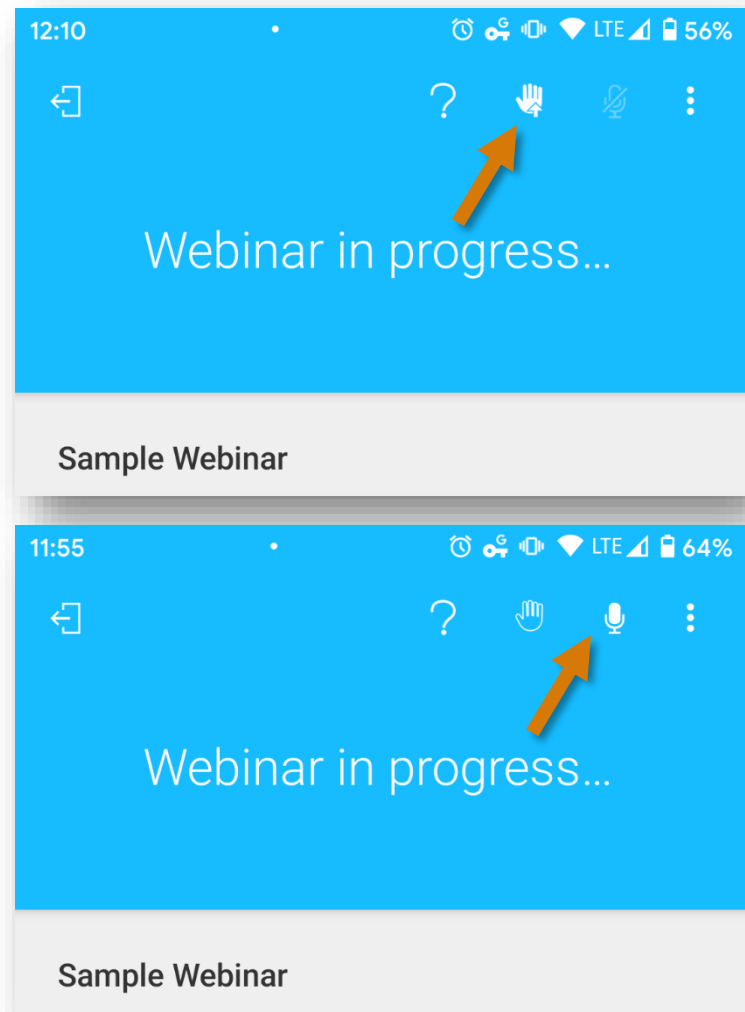 12:10 LTE 56%
?
Webinar in progress...
Sample Webinar
11:55 LTE 64%
?
Webinar in progress...
Sample Webinar